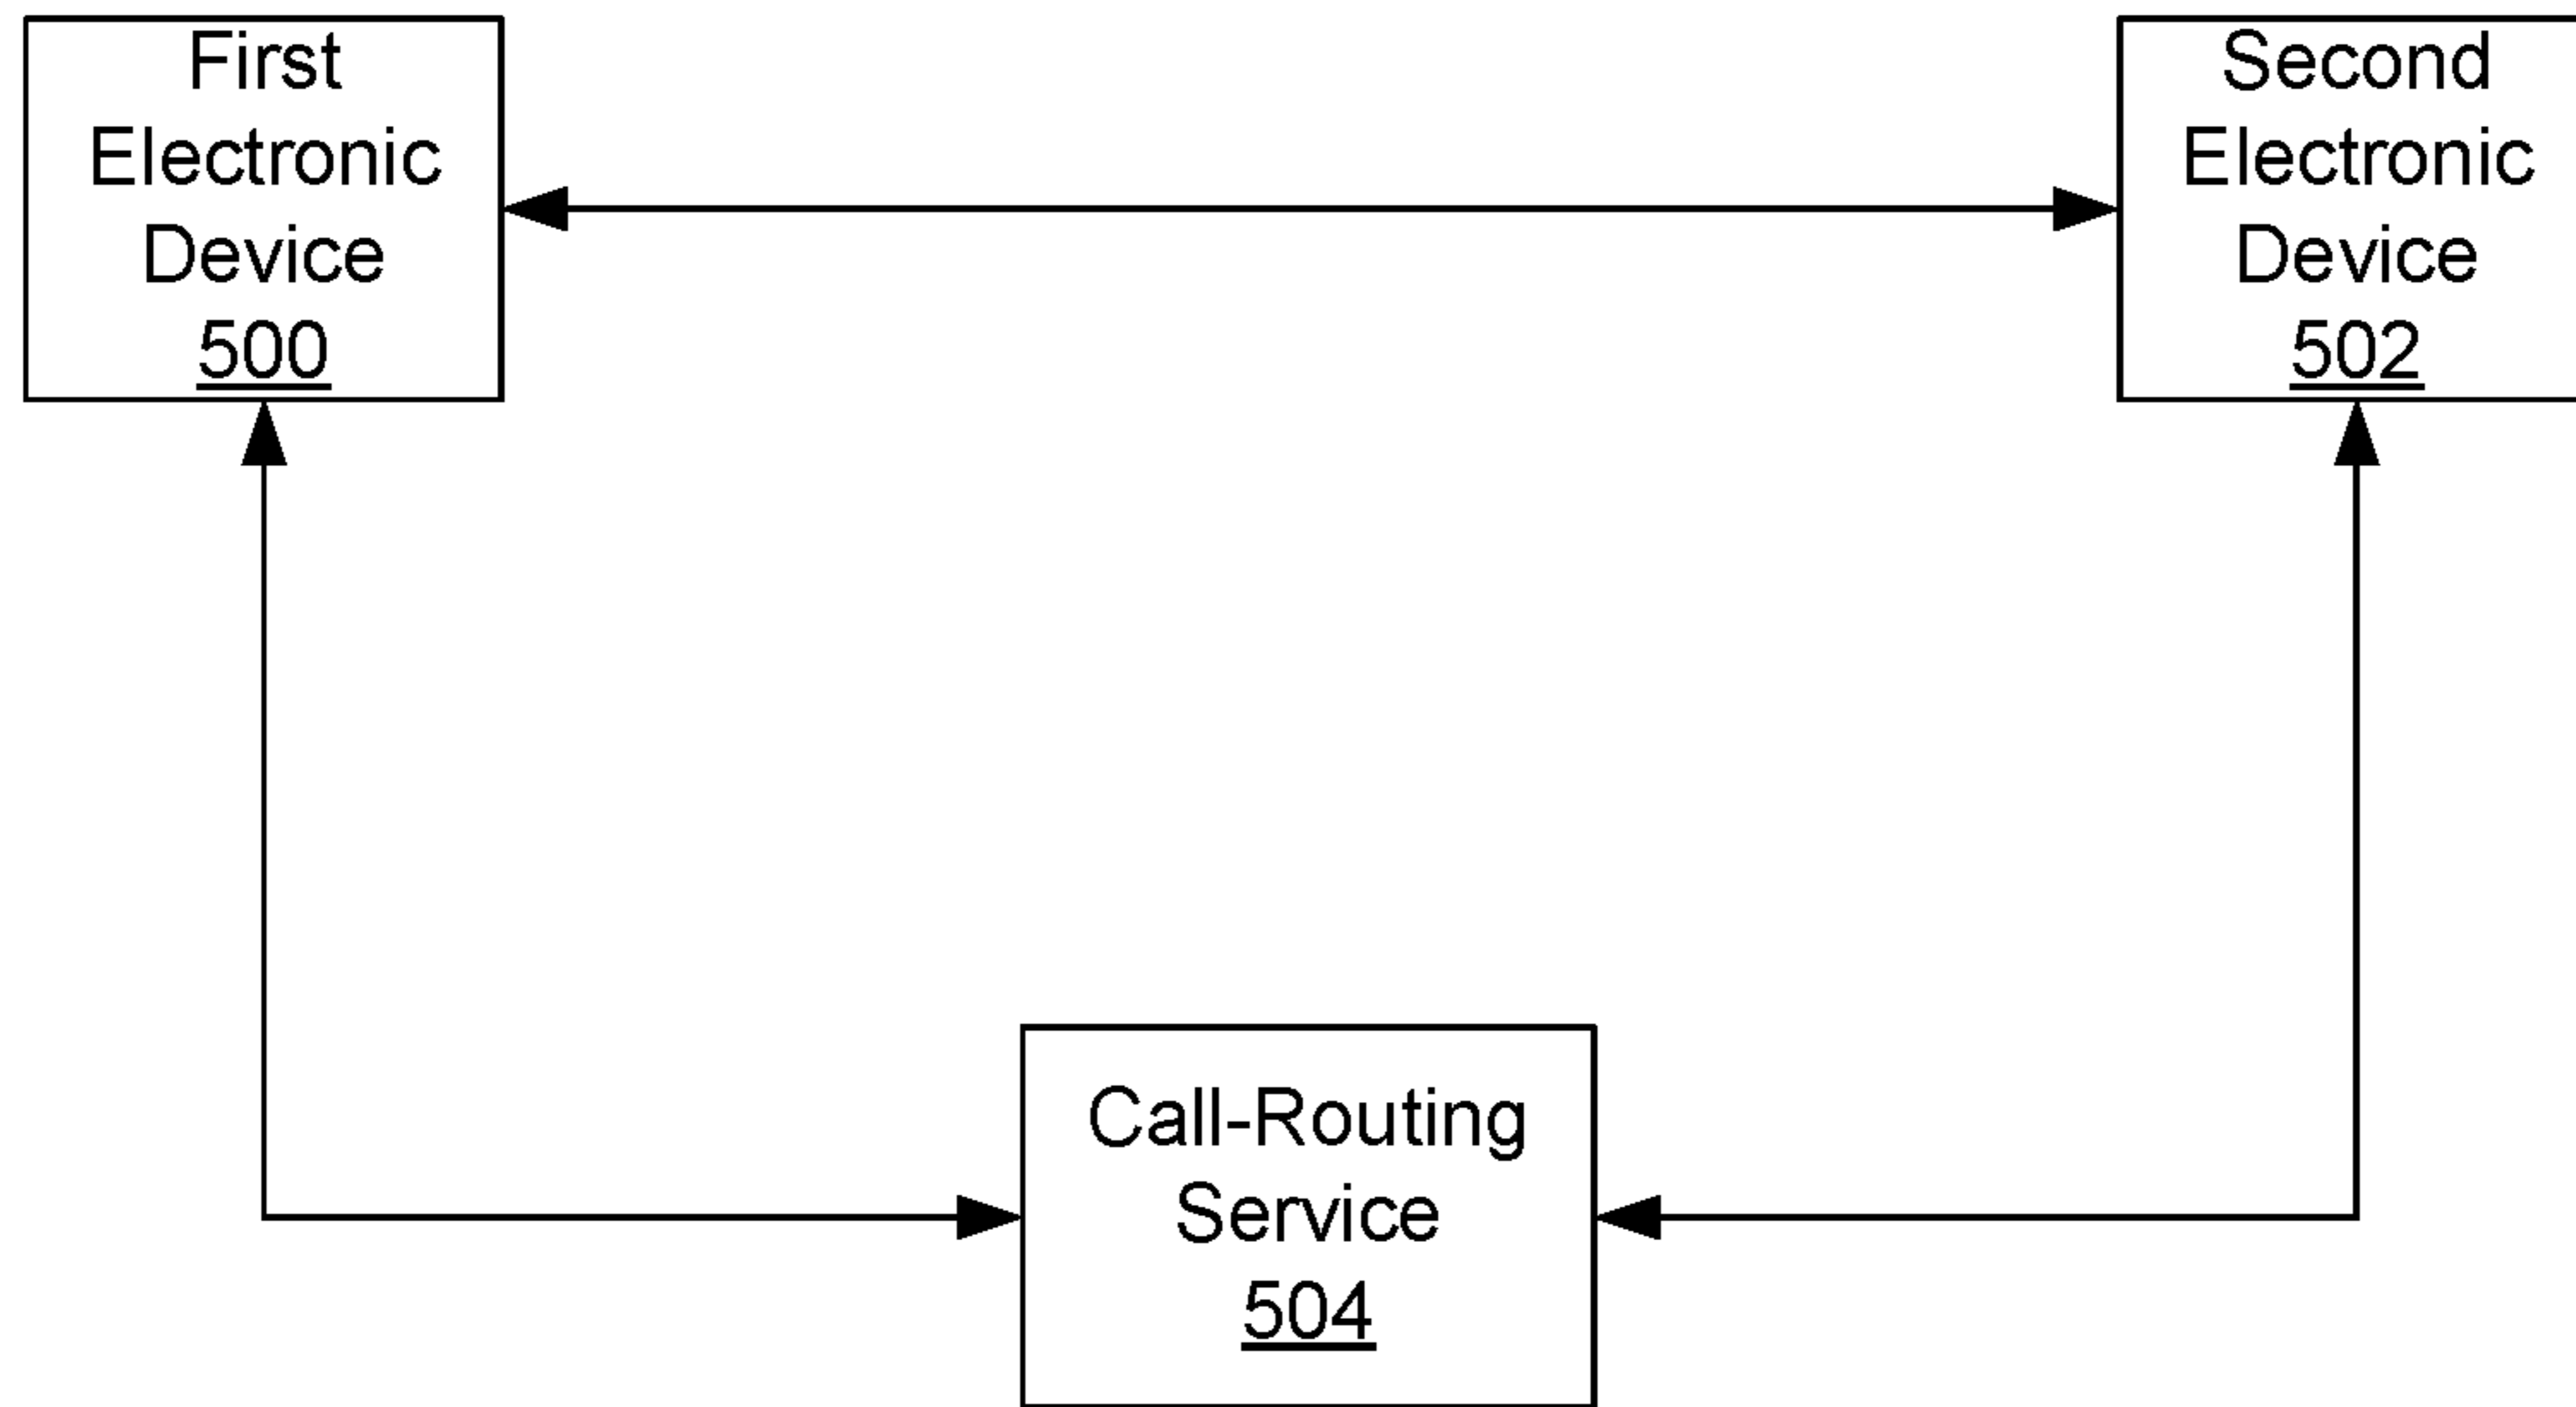 First
Electronic
Device
500
Second
Electronic
Device
502
Call-Routing
Service
504